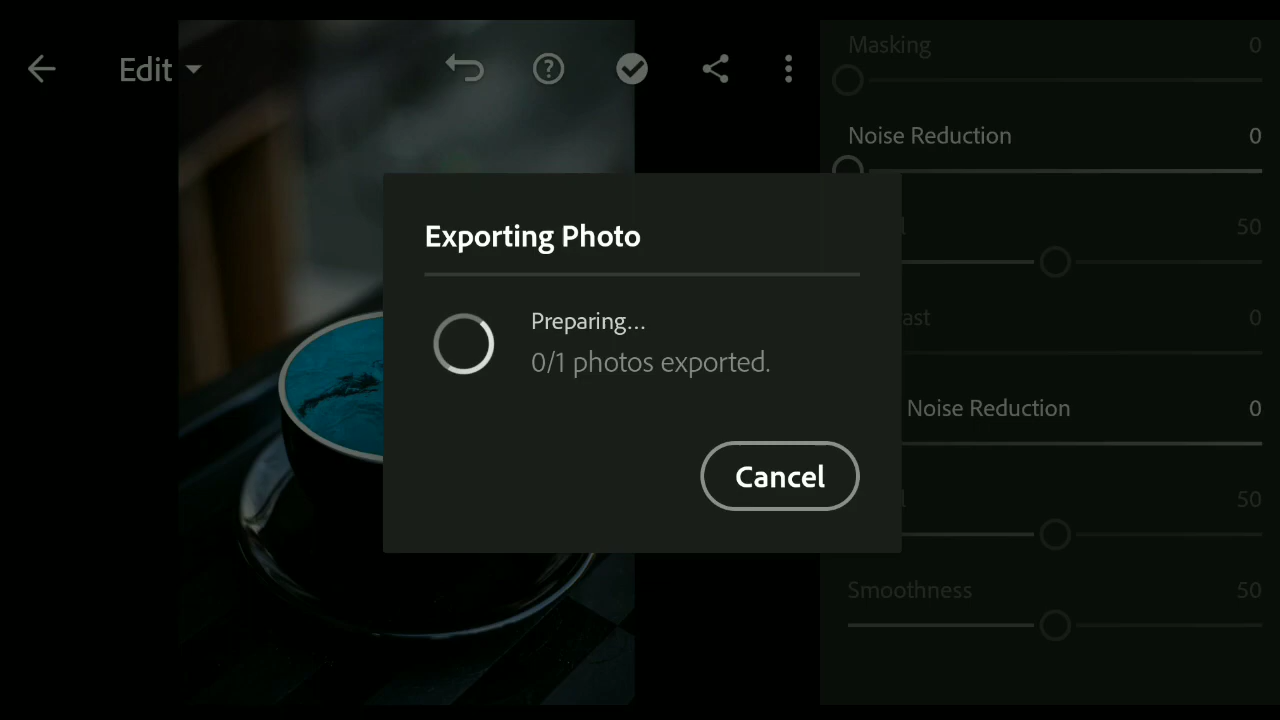 Edit
Masking 0
Noise Reduction 0
50
0
Noise Reduction 0
50
Smoothness 50
Exporting Photo
Preparing...
0/1 photos exported.
Cancel